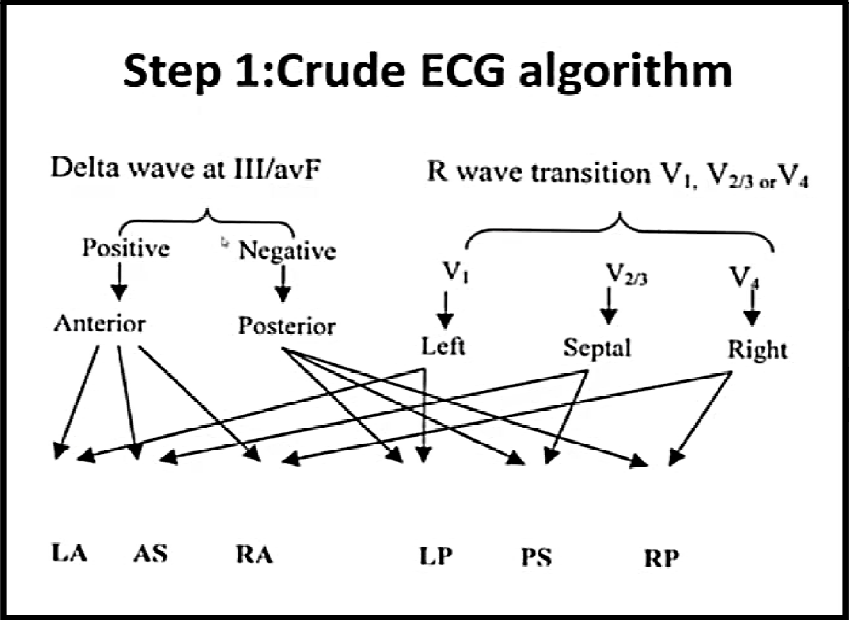 Step 1:Crude ECG algorithm
Delta wave at III/avF
R wave transition V1, V2/3 or V4
Positive
Negative
V1
V2/3
V4
Anterior
Posterior
Left
Septal
Right
LA AS RA LP PS RP